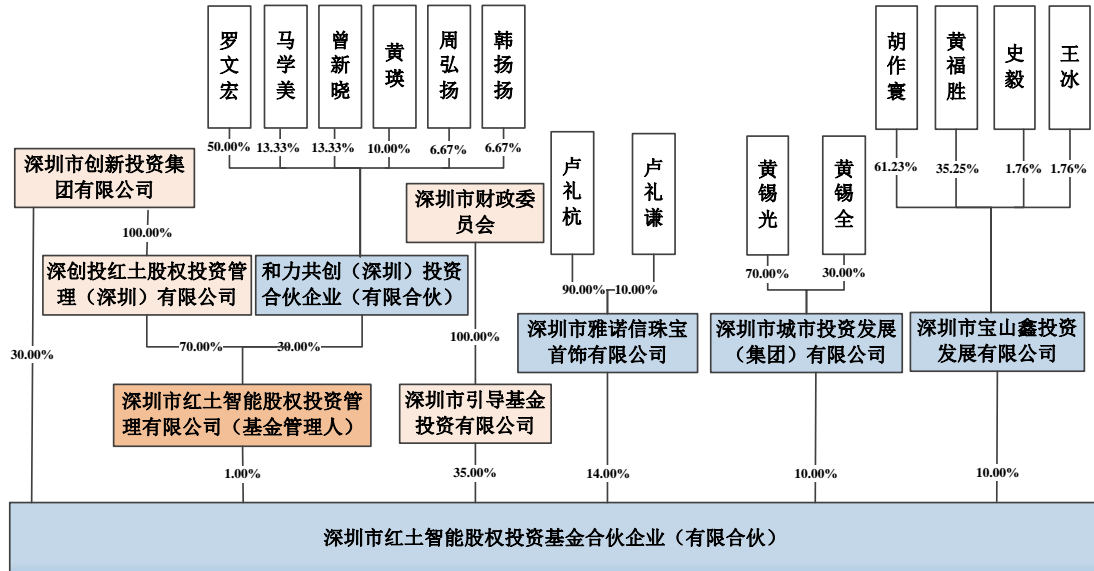 罗文宏
马学美
曾新晓
黄瑛
周弘扬
韩扬扬
胡作寰
黄福胜
史毅
王冰
50.00%
13.33%
13.33%
10.00%
6.67%
6.67%
61.23%
35.25%
1.76%
1.76%
深圳市创新投资集
团有限公司
深圳市财政委
员会
卢礼杭
卢礼谦
黄锡光
黄锡全
100.00%
深创投红土股权投资管
理（深圳）有限公司
和力共创（深圳）投资
合伙企业（有限合伙）
90.00%
10.00%
70.00%
30.00%
深圳市雅诺信珠宝
首饰有限公司
深圳市城市投资发展
（集团）有限公司
深圳市宝山鑫投资
发展有限公司
30.00%
70.00%
30.00%
100.00%
深圳市红土智能股权投资管
理有限公司（基金管理人）
深圳市引导基金
投资有限公司
1.00%
35.00%
14.00%
10.00%
10.00%
深圳市红土智能股权投资基金合伙企业（有限合伙）